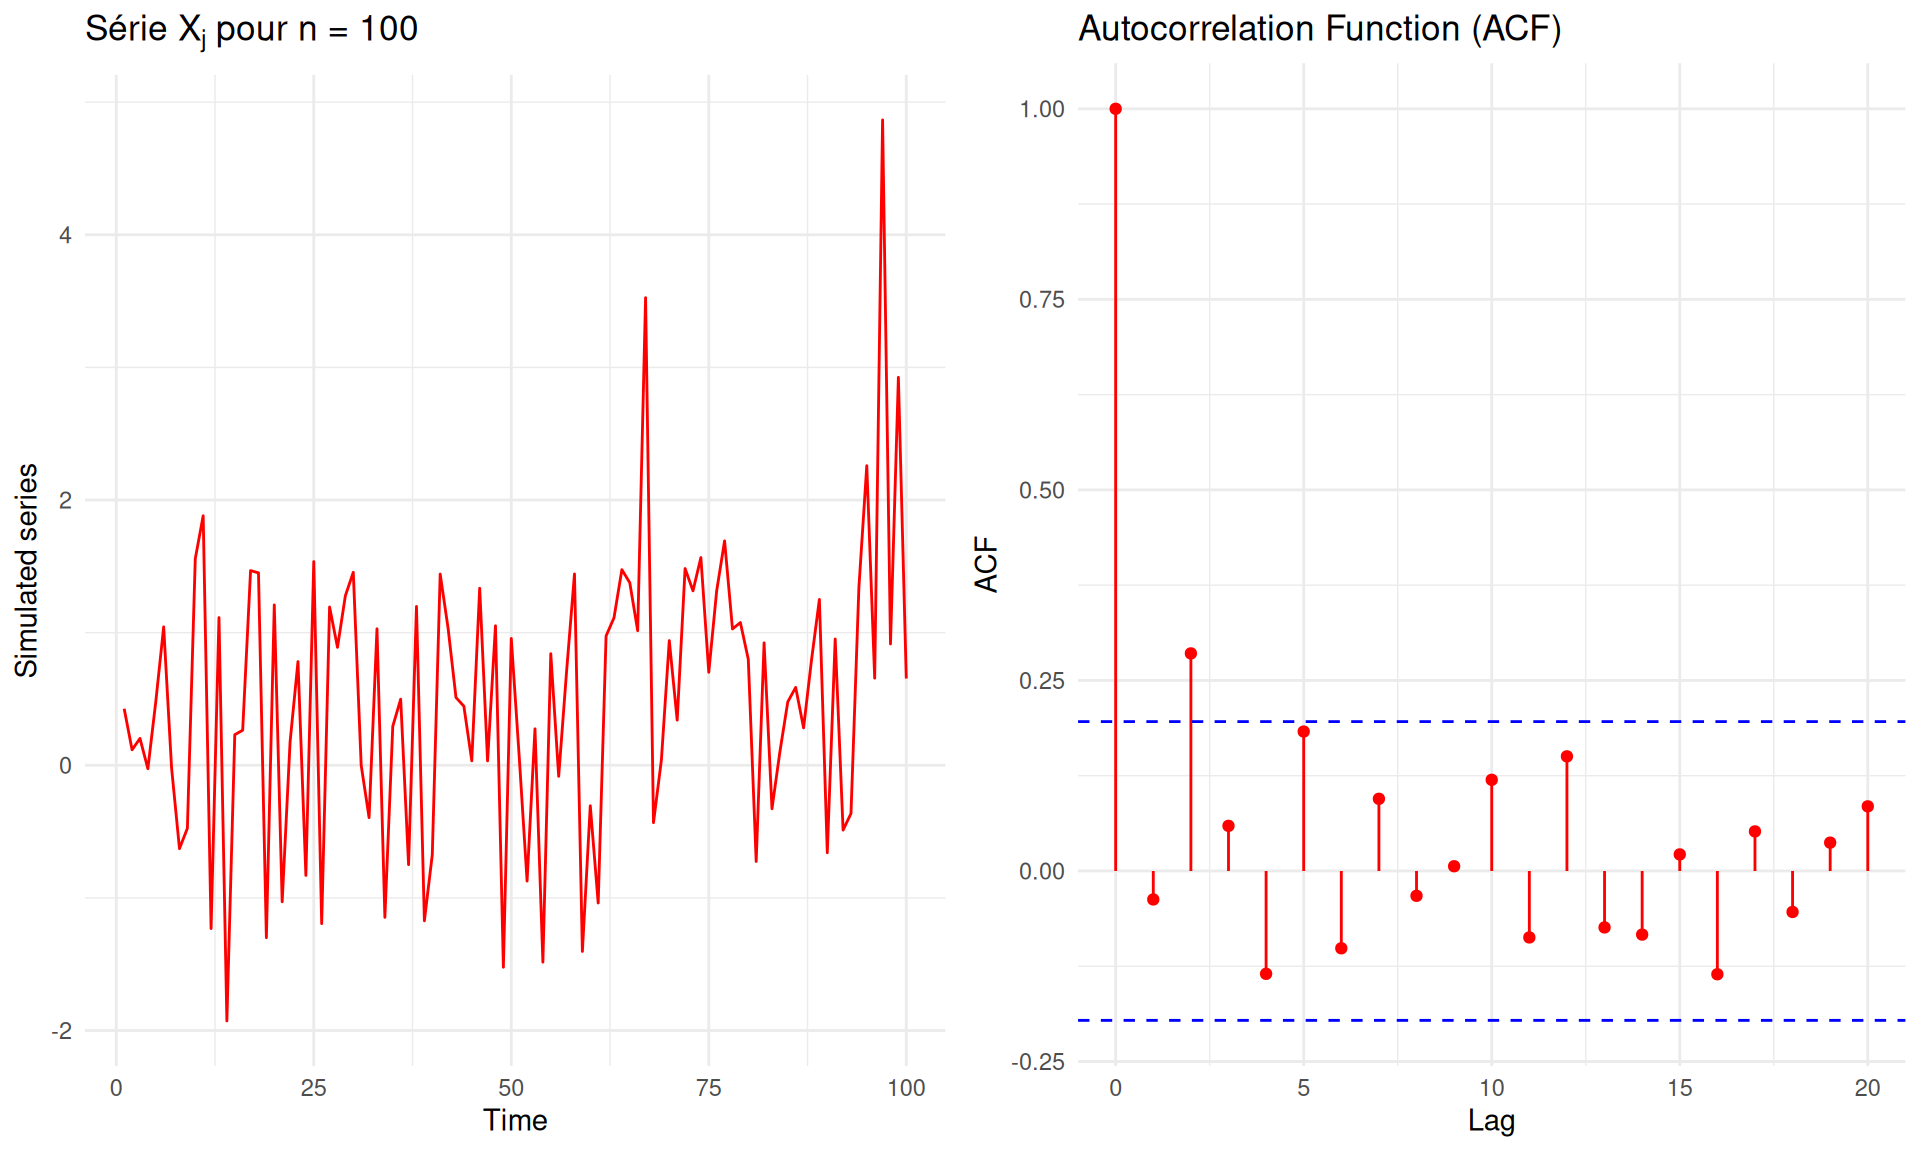 Série Xj pour n = 100
Simulated series
4
2
0
-2
0 25 50 75 100
Time
Autocorrelation Function (ACF)
ACF
1.00
0.75
0.50
0.25
0.00
-0.25
0 5 10 15 20
Lag